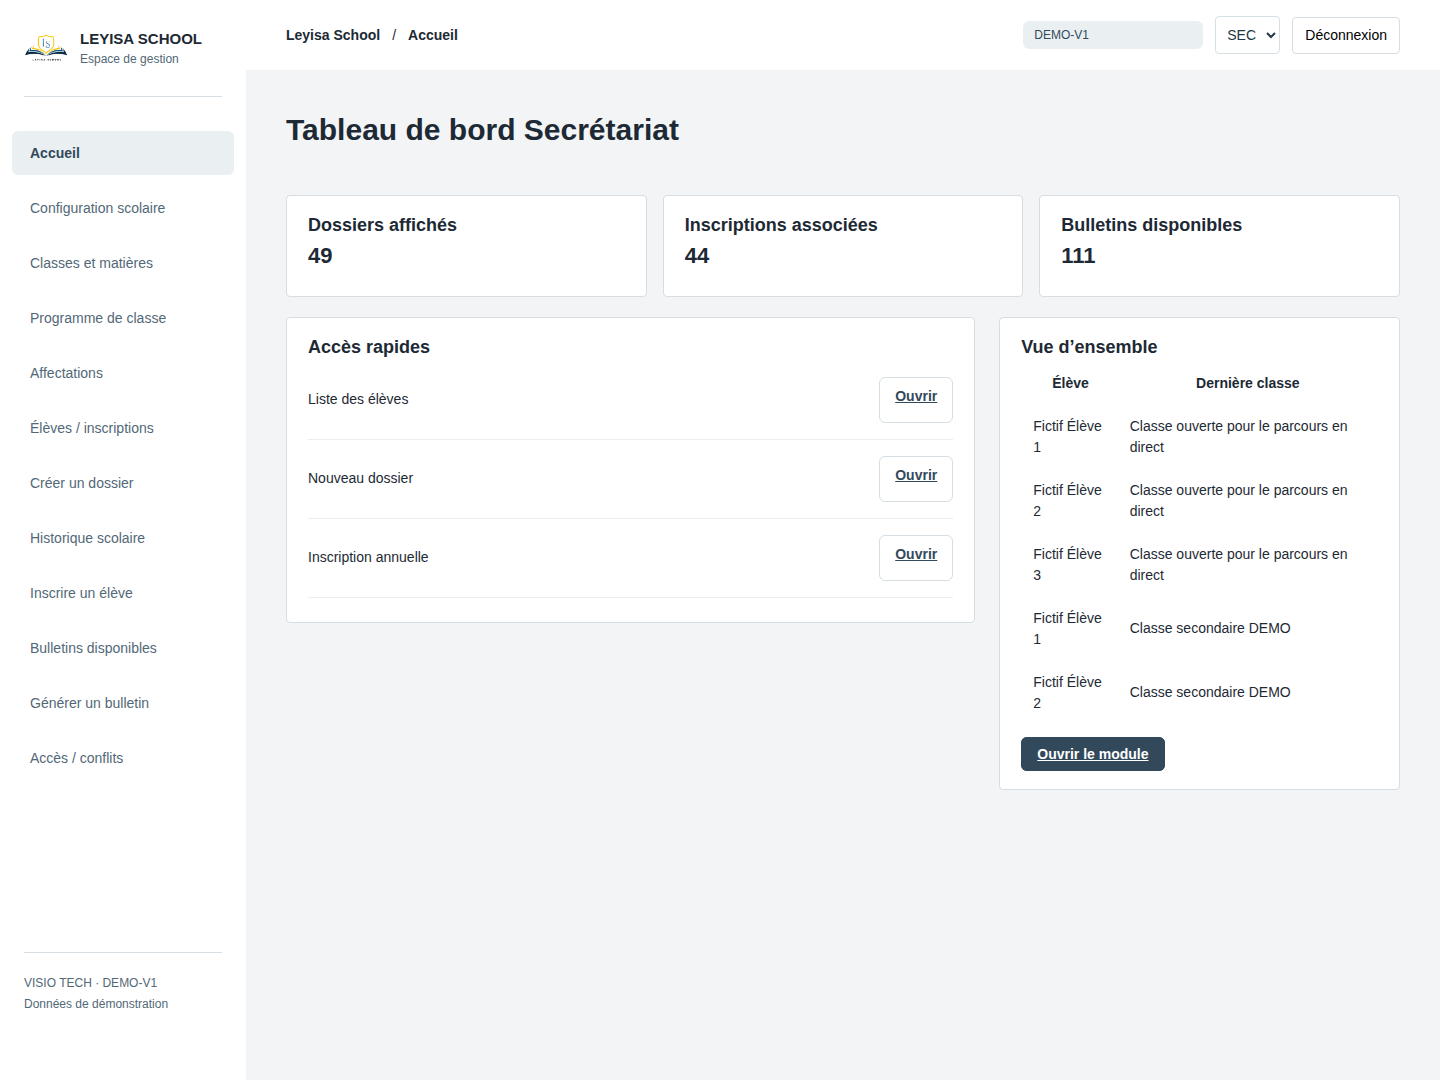 LEYISA SCHOOL
Espace de gestion
Accueil
Configuration scolaire
Classes et matières
Programme de classe
Affectations
Élèves / inscriptions
Créer un dossier
Historique scolaire
Inscrire un élève
Bulletins disponibles
Générer un bulletin
Accès / conflits
VISIO TECH · DEMO-V1
Données de démonstration
Leyisa School / Accueil
DEMO-V1
SEC
Déconnexion
Tableau de bord Secrétariat
Dossiers affichés
49
Inscriptions associées
44
Bulletins disponibles
111
Accès rapides
Liste des élèves
Ouvrir
Nouveau dossier
Ouvrir
Inscription annuelle
Ouvrir
Vue d’ensemble
Élève Dernière classe
Fictif Élève 1
Classe ouverte pour le parcours en direct
Fictif Élève 2
Classe ouverte pour le parcours en direct
Fictif Élève 3
Classe ouverte pour le parcours en direct
Fictif Élève 1
Classe secondaire DEMO
Fictif Élève 2
Classe secondaire DEMO
Ouvrir le module